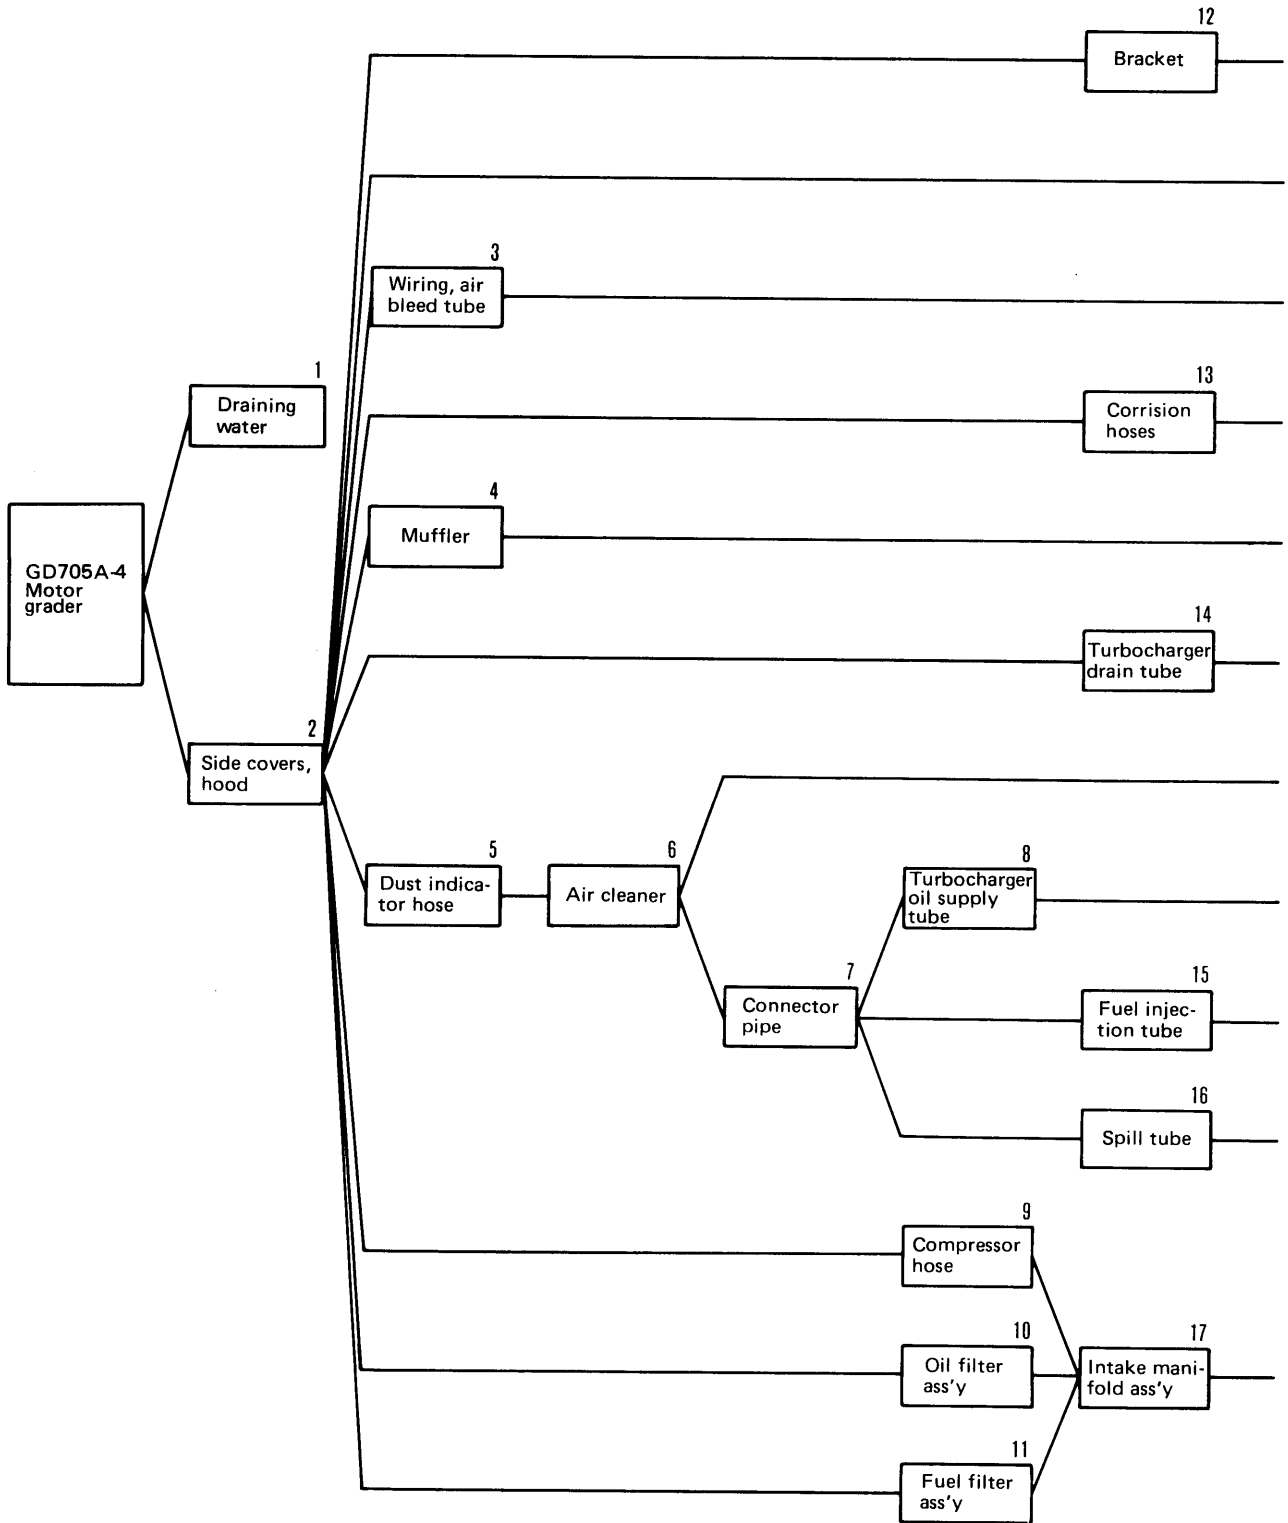 12
Bracket
3
Wiring, air
bleed tube
1
Draining
water
13
Corrision
hoses
4
Muffler
GD705A-4
Motor
grader
14
Turbocharger
drain tube
2
Side covers,
hood
5
Dust indica-
tor hose
6
Air cleaner
8
Turbocharger
oil supply
tube
7
Connector
pipe
15
Fuel injec-
tion tube
16
Spill tube
9
Compressor
hose
10
Oil filter
ass'y
17
Intake mani-
fold ass'y
11
Fuel filter
ass'y